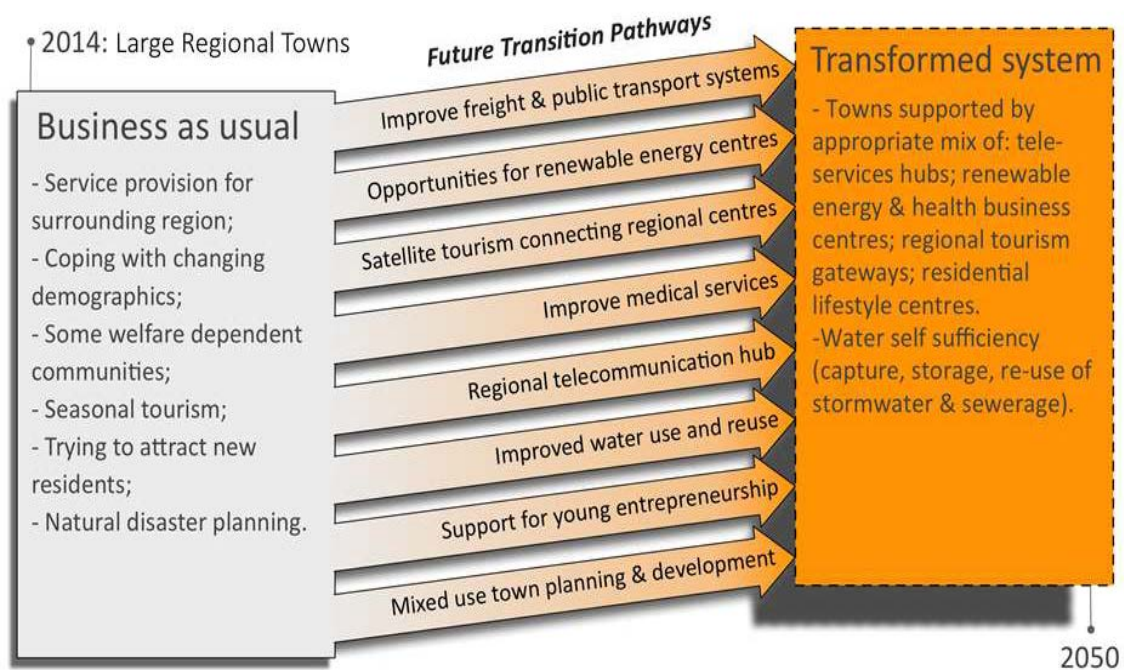 2014: Large Regional Towns
Business as usual
- Service provision for
surrounding region;
- Coping with changing
demographics;
- Some welfare dependent
communities;
- Seasonal tourism;
- Trying to attract new
residents;
- Natural disaster planning.
Future Transition Pathways
Improve freight & public transport systems
Opportunities for renewable energy centres
Satellite tourism connecting regional centres
Improve medical services
Regional telecommunication hub
Improved water use and reuse
Support for young entrepreneurship
Mixed use town planning & development
Transformed system
- Towns supported by
appropriate mix of: tele-
services hubs; renewable
energy & health business
centres; regional tourism
gateways; residential
lifestyle centres.
-Water self sufficiency
(capture, storage, re-use of
stormwater & sewerage).
2050